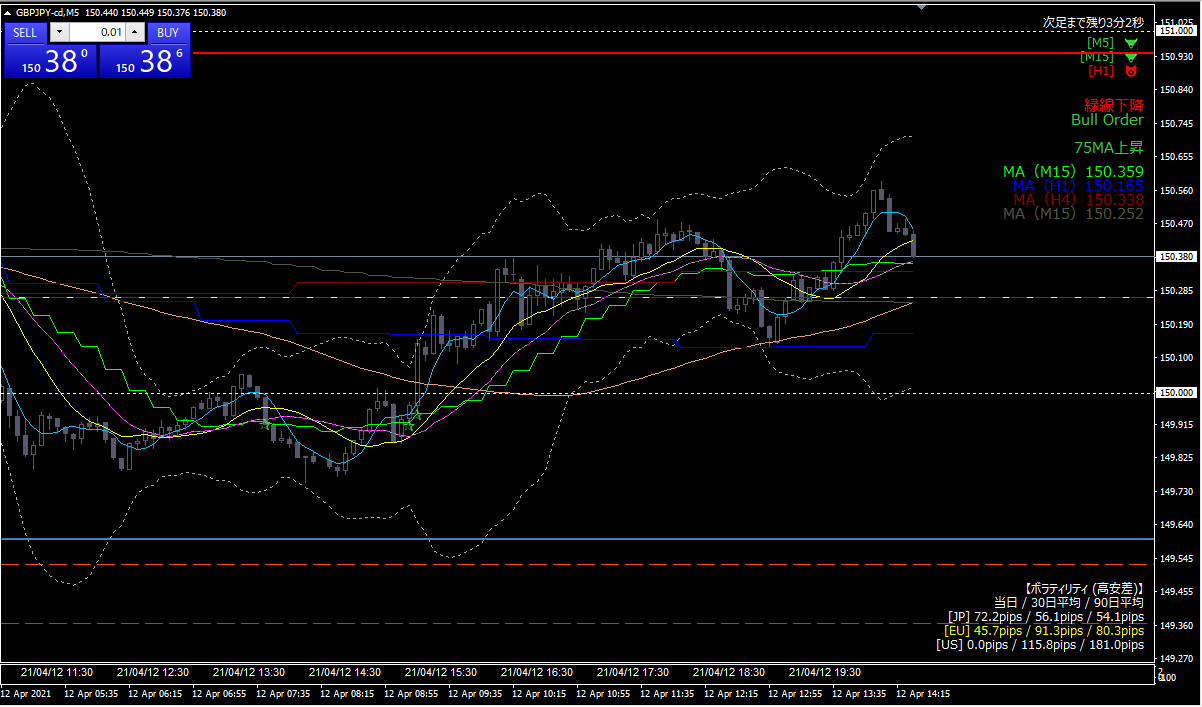 GBPJPY-cd,M5 150.440 150.449 150.376 150.380
SELL 0.01 BUY
150 38 0 150 38 6
次足まで残り3分2秒
[M5]
[M15]
[H1]
緑線下降
Bull Order
75MA上昇
MA（M15）150.359
MA（H1）150.165
MA（H4）150.338
MA（M15）150.252
151.025
151.000
150.930
150.840
150.745
150.655
150.560
150.470
150.380
150.285
150.190
150.100
150.000
149.915
149.825
149.730
149.640
149.545
149.455
149.360
149.270
【ボラティリティ(高安差)】
当日 / 30日平均 / 90日平均
[JP] 72.2pips / 56.1pips / 54.1pips
[EU] 45.7pips / 91.3pips / 80.3pips
[US] 0.0pips / 115.8pips / 181.0pips
21/04/12 11:30 21/04/12 12:30 21/04/12 13:30 21/04/12 14:30 21/04/12 15:30 21/04/12 16:30 21/04/12 17:30 21/04/12 18:30 21/04/12 19:30
12 Apr 2021 12 Apr 05:35 12 Apr 06:15 12 Apr 06:55 12 Apr 07:35 12 Apr 08:15 12 Apr 08:55 12 Apr 09:35 12 Apr 10:15 12 Apr 10:55 12 Apr 11:35 12 Apr 12:15 12 Apr 12:55 12 Apr 13:35 12 Apr 14:15